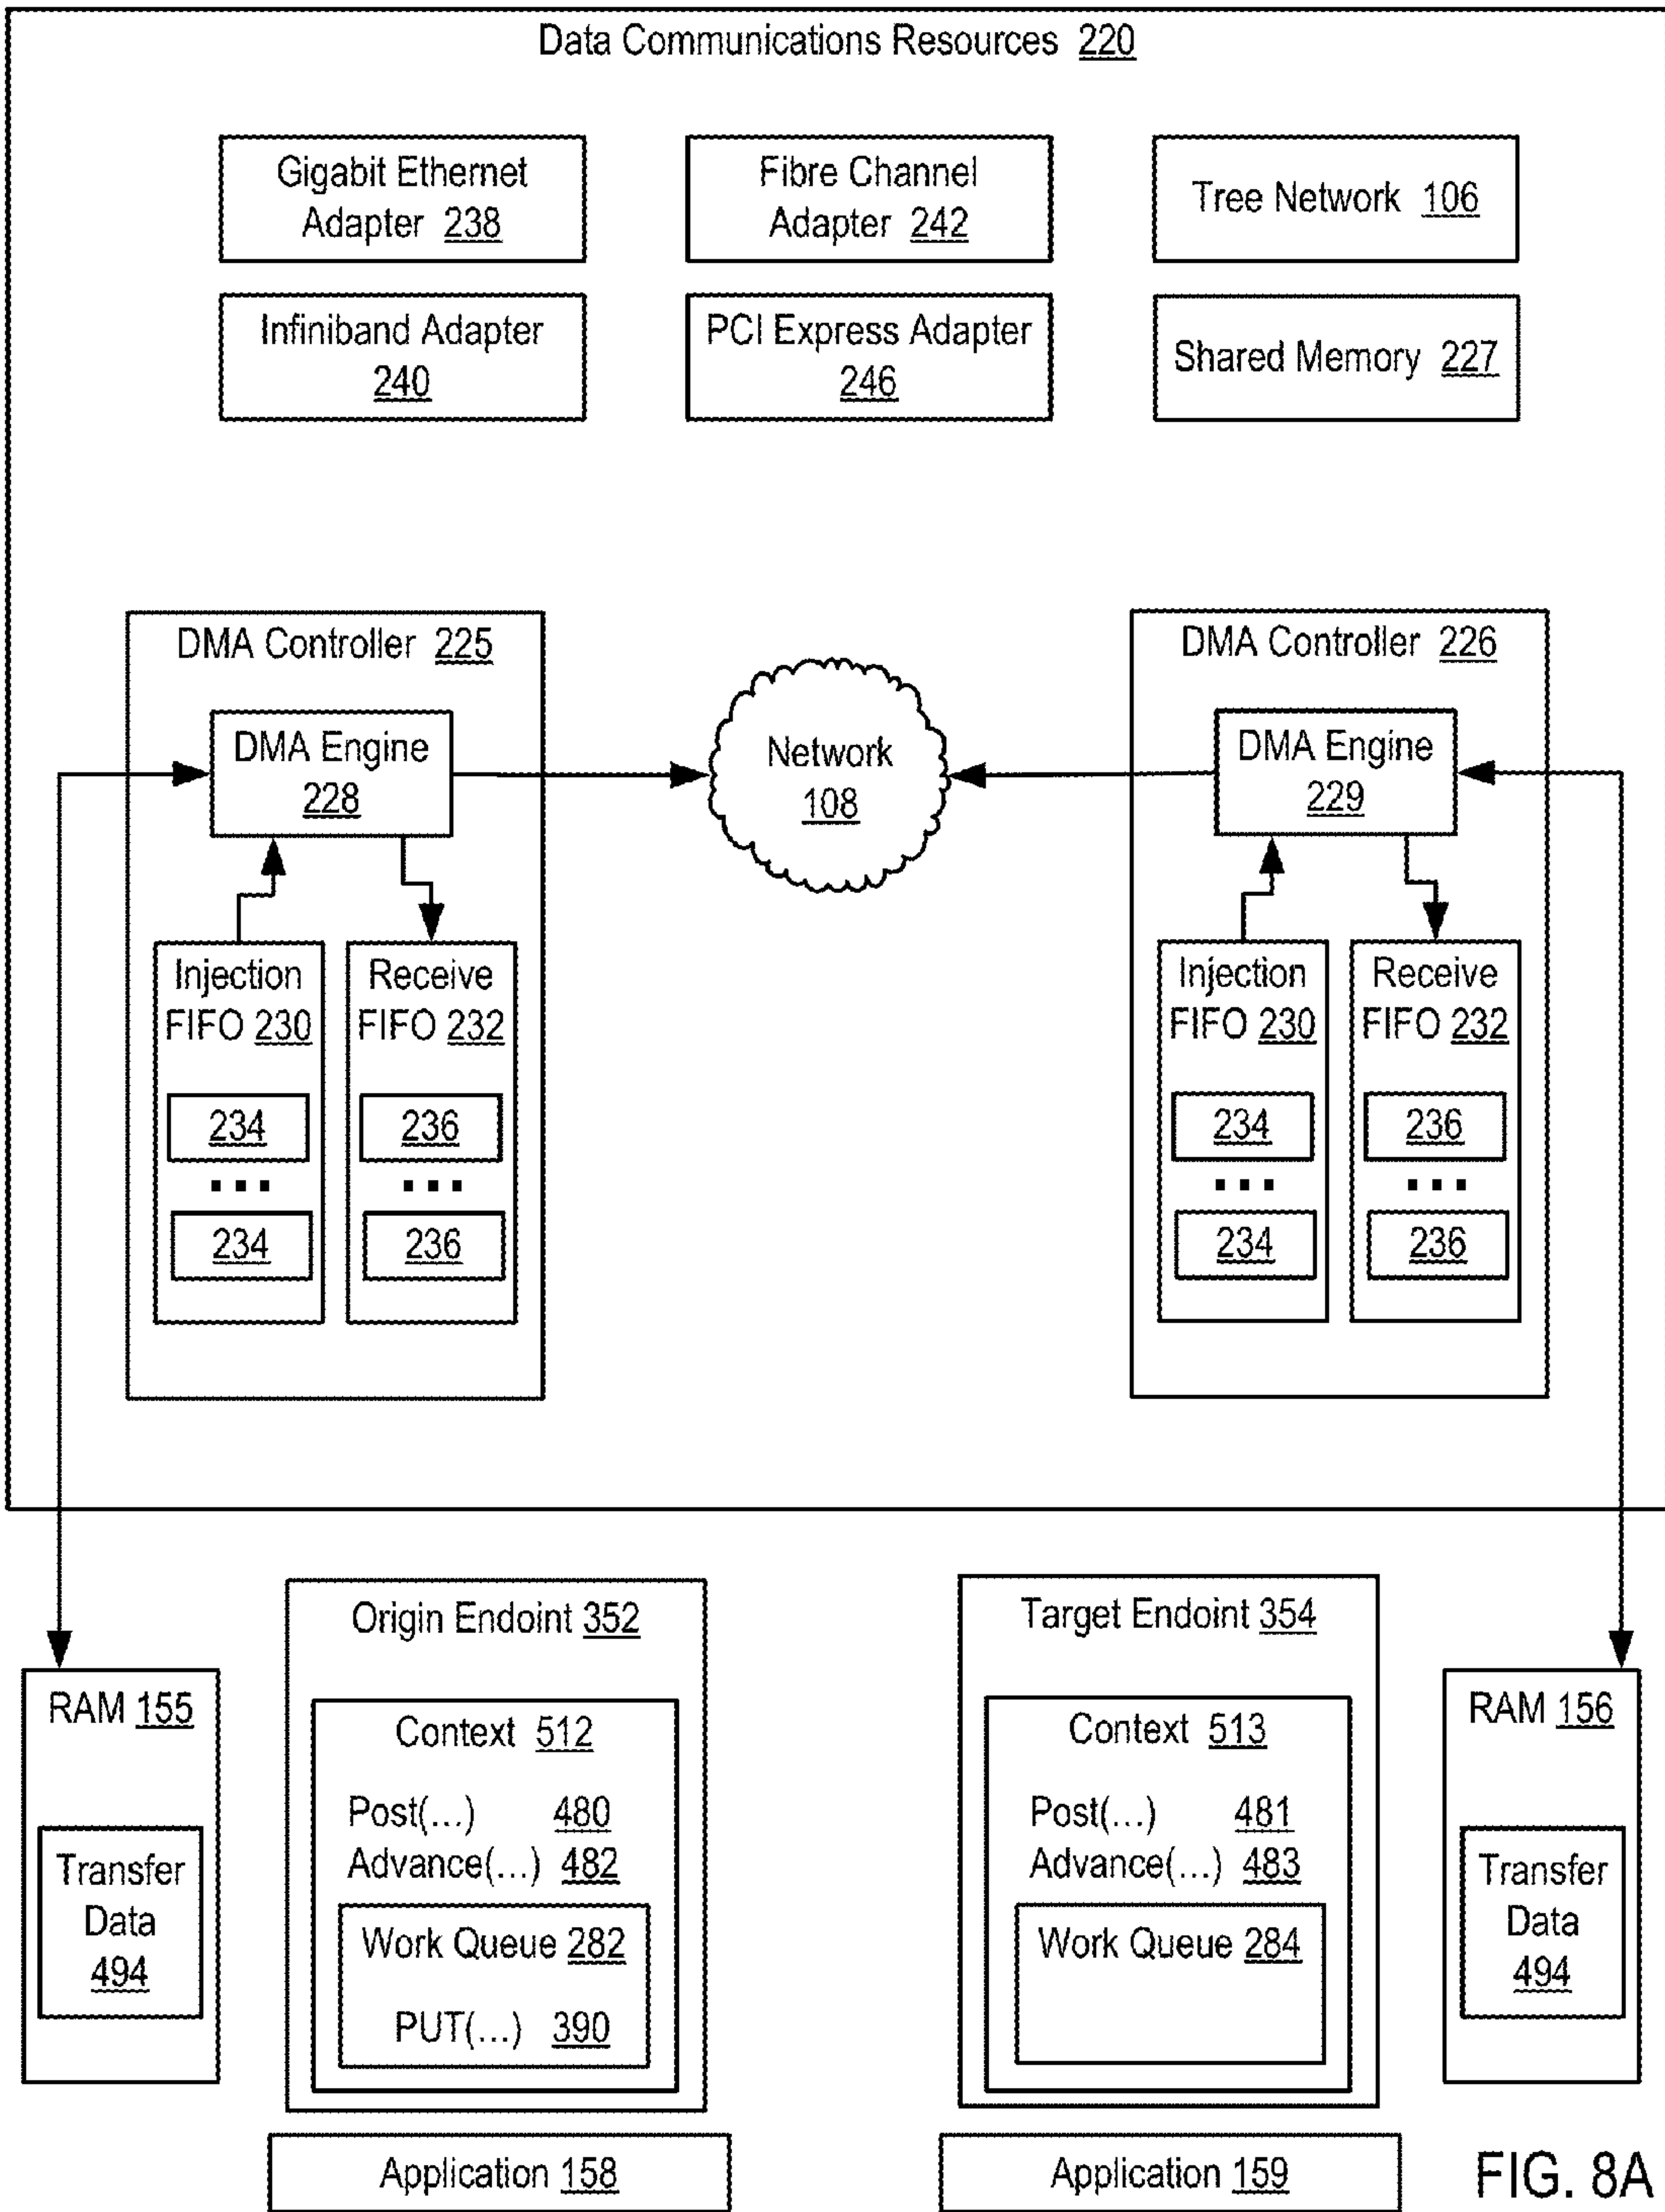 Data Communications Resources 220
Gigabit Ethernet
Adapter 238
Fibre Channel
Adapter 242
Tree Network 106
Infiniband Adapter
240
PCI Express Adapter
246
Shared Memory 227
DMA Controller 225
DMA Engine
228
Injection
FIFO 230
234
...
234
Receive
FIFO 232
236
...
236
Network
108
DMA Controller 226
DMA Engine
229
Injection
FIFO 230
234
...
234
Receive
FIFO 232
236
...
236
RAM 155
Transfer
Data
494
Origin Endoint 352
Context 512
Post(...) 480
Advance(...) 482
Work Queue 282
PUT(...) 390
Application 158
Target Endoint 354
Context 513
Post(...) 481
Advance(...) 483
Work Queue 284
Application 159
RAM 156
Transfer
Data
494
FIG. 8A